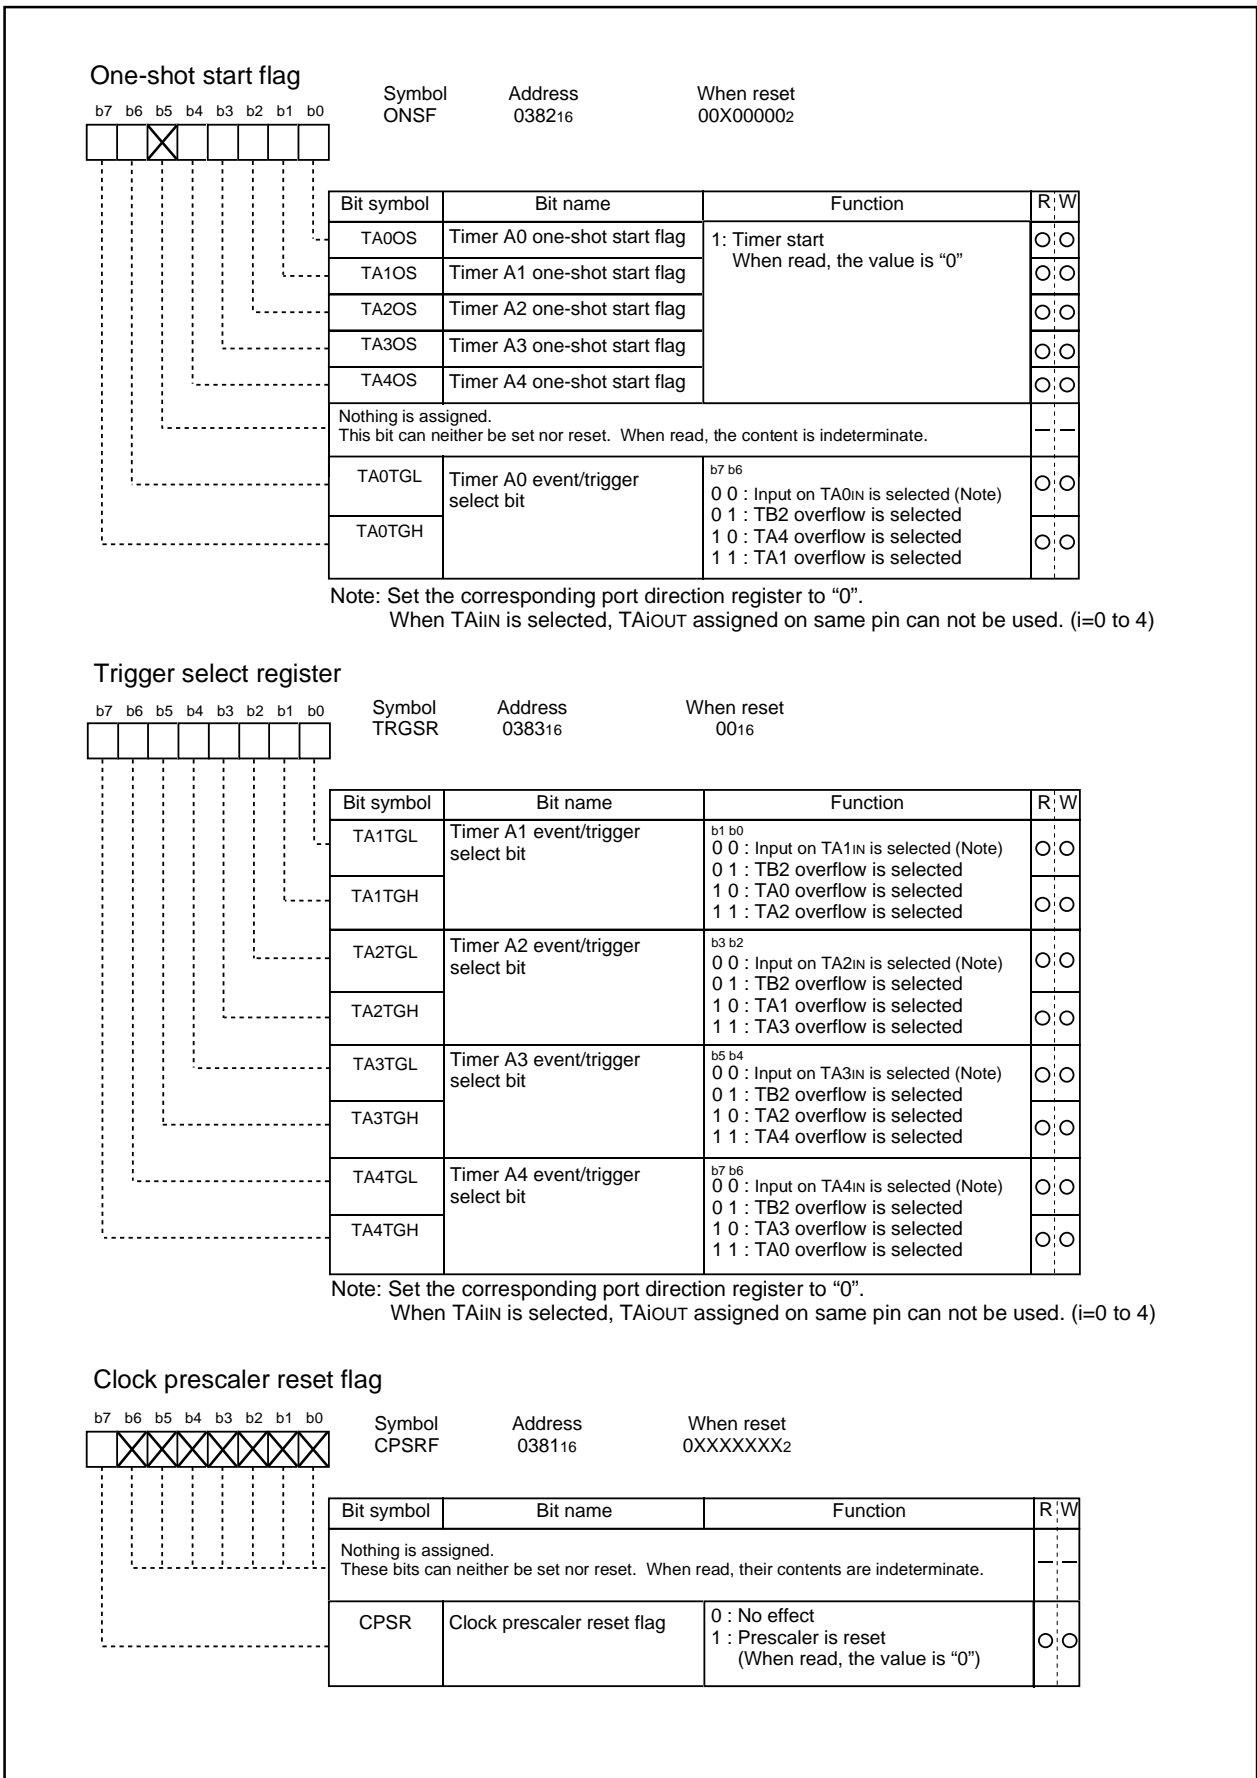 One-shot start flag
Symbol Address When reset
b7 b6 b5 b4 b3 b2 b1 b0 ONSF 038216 00X000002
Bit symbol Bit name Function R W
TA0OS Timer A0 one-shot start flag 1: Timer start
When read, the value is “0”
TA1OS Timer A1 one-shot start flag
TA2OS Timer A2 one-shot start flag
TA3OS Timer A3 one-shot start flag
TA4OS Timer A4 one-shot start flag
Nothing is assigned.
This bit can neither be set nor reset. When read, the content is indeterminate.
TA0TGL Timer A0 event/trigger b7 b6
select bit 0 0 : Input on TA0IN is selected (Note)
0 1 : TB2 overflow is selected
TA0TGH 1 0 : TA4 overflow is selected
1 1 : TA1 overflow is selected
Note: Set the corresponding port direction register to “0”.
When TAiIN is selected, TAiOUT assigned on same pin can not be used. (i=0 to 4)
Trigger select register
b7 b6 b5 b4 b3 b2 b1 b0 Symbol Address When reset
TRGSR 038316 0016
Bit symbol Bit name Function R W
TA1TGL Timer A1 event/trigger b1 b0
select bit 0 0 : Input on TA1IN is selected (Note)
0 1 : TB2 overflow is selected
TA1TGH 1 0 : TA0 overflow is selected
1 1 : TA2 overflow is selected
TA2TGL Timer A2 event/trigger b3 b2
select bit 0 0 : Input on TA2IN is selected (Note)
0 1 : TB2 overflow is selected
TA2TGH 1 0 : TA1 overflow is selected
1 1 : TA3 overflow is selected
TA3TGL Timer A3 event/trigger b5 b4
select bit 0 0 : Input on TA3IN is selected (Note)
0 1 : TB2 overflow is selected
TA3TGH 1 0 : TA2 overflow is selected
1 1 : TA4 overflow is selected
TA4TGL Timer A4 event/trigger b7 b6
select bit 0 0 : Input on TA4IN is selected (Note)
0 1 : TB2 overflow is selected
TA4TGH 1 0 : TA3 overflow is selected
1 1 : TA0 overflow is selected
Note: Set the corresponding port direction register to “0”.
When TAiIN is selected, TAiOUT assigned on same pin can not be used. (i=0 to 4)
Clock prescaler reset flag
b7 b6 b5 b4 b3 b2 b1 b0 Symbol Address When reset
CPSRF 038116 0XXXXXXX2
Bit symbol Bit name Function R W
Nothing is assigned.
These bits can neither be set nor reset. When read, their contents are indeterminate.
CPSR Clock prescaler reset flag 0 : No effect
1 : Prescaler is reset
(When read, the value is “0”)